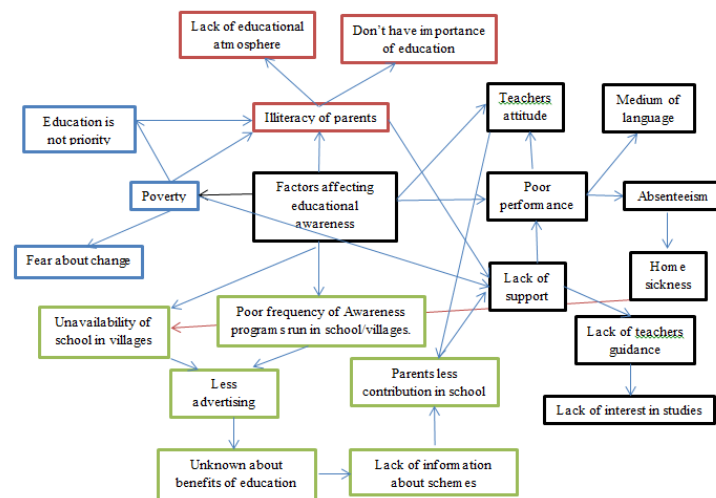 Lack of educational
atmosphere
Don't have importance
of education
Education is
not priority
Illiteracy of parents
Teachers
attitude
Medium of
language
Poverty
Factors affecting
educational
awareness
Poor
performance
Absenteeism
Fear about change
Lack of
support
Home
sickness
Unavailability of
school in villages
Poor frequency of Awareness
programs run in school/villages.
Lack of teachers
guidance
Less
advertising
Parents less
contribution in school
Lack of interest in studies
Unknown about
benefits of education
Lack of information
about schemes